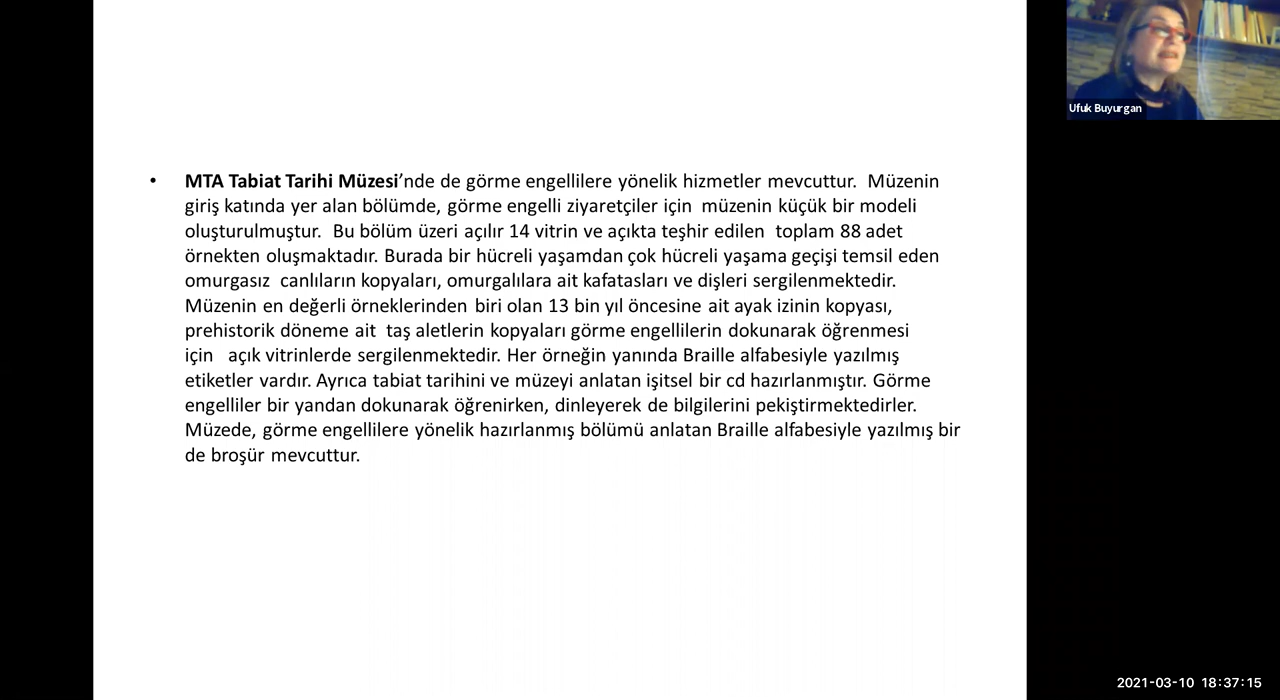 • MTA Tabiat Tarihi Müzesi’nde de görme engellilere yönelik hizmetler mevcuttur. Müzenin
giriş katında yer alan bölümde, görme engelli ziyaretçiler için müzenin küçük bir modeli
oluşturulmuştur. Bu bölüm üzeri açılır 14 vitrin ve açıkta teşhir edilen toplam 88 adet
örnekten oluşmaktadır. Burada bir hücreli yaşamdan çok hücreli yaşama geçişi temsil eden
omurgasız canlıların kopyaları, omurgalılara ait kafatasları ve dişleri sergilenmektedir.
Müzenin en değerli örneklerinden biri olan 13 bin yıl öncesine ait ayak izinin kopyası,
prehistorik döneme ait taş aletlerin kopyaları görme engellilerin dokunarak öğrenmesi
için açık vitrinlerde sergilenmektedir. Her örneğin yanında Braille alfabesiyle yazılmış
etiketler vardır. Ayrıca tabiat tarihini ve müzeyi anlatan işitsel bir cd hazırlanmıştır. Görme
engelliler bir yandan dokunarak öğrenirken, dinleyerek de bilgilerini pekiştirmektedirler.
Müzede, görme engellilere yönelik hazırlanmış bölümü anlatan Braille alfabesiyle yazılmış bir
de broşür mevcuttur.
Ufuk Buyurgan
2021-03-10 18:37:15